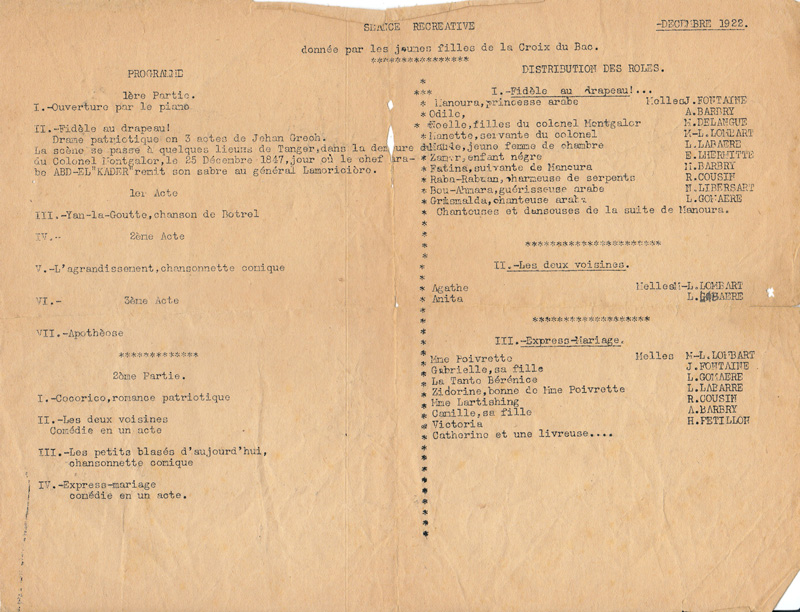 SEANCE RECREATIVE
-DECEMBRE 1922.
donnée par les jeunes filles de la Croix du Bac.
*****************
PROGRAMME
1ère Partie.
I.-Ouverture par le piano
II.-Fidèle au drapeau!
Drame patriotique en 3 actes de Johan Grech.
La scène se passe à quelques lieues de Tanger, dans la demeure
du Colonel Montgalor, le 25 Décembre 1847, jour où le chef ara-
be ABD-EL"KADER"remit son sabre au général Lamoricière.
1er Acte
III.-Yan-la-Goutte, chanson de Botrel
IV.- 2ème Acte
V.-L'agrandissement, chansonnette comique
VI.- 3ème Acte
VII.-Apothéose
**************
2ème Partie.
I.-Cocorico, romance patriotique
II.-Les deux voisines
Comédie en un acte
III.-Les petits blasés d'aujourd'hui,
chansonnette comique
IV.-Express-mariage
comédie en un acte.
DISTRIBUTION DES ROLES.
I.-Fidèle au drapeau!...
Manoura, princesse arabe Melles J.FONTAINE
Odile, A.BARBRY
Noelle, filles du colonel Montgalor M.DELANGUE
Lanette, servante du colonel M-L.LOMBART
jeune femme de chambre L.LABAERE
enfant nègre E.LHERMITTE
Fatina, suivante de Manoura M.BARBRY
Raba-Rabzan, charmeuse de serpents R.COUSIN
Bou-Ahmara, guérisseuse arabe N.LIBERSART
Grismalda, chanteuse arabe L.GOMAERE
Chanteuses et danseuses de la suite de Manoura.
************************
II.-Les deux voisines.
Agathe Melles M-L.LOMBART
Anita
*********************
III.-Express-Mariage.
Mme Poivrette Melles M-L.LOMBART
Gabrielle, sa fille J.FONTAINE
La Tante Bérénice L.GOMAERE
Zidorine, bonne de Mme Poivrette L.LABARRE
Mme Lartishing R.COUSIN
Camille, sa fille A.BARBRY
Victoria H.PETILLON
Catherine et une livreuse....